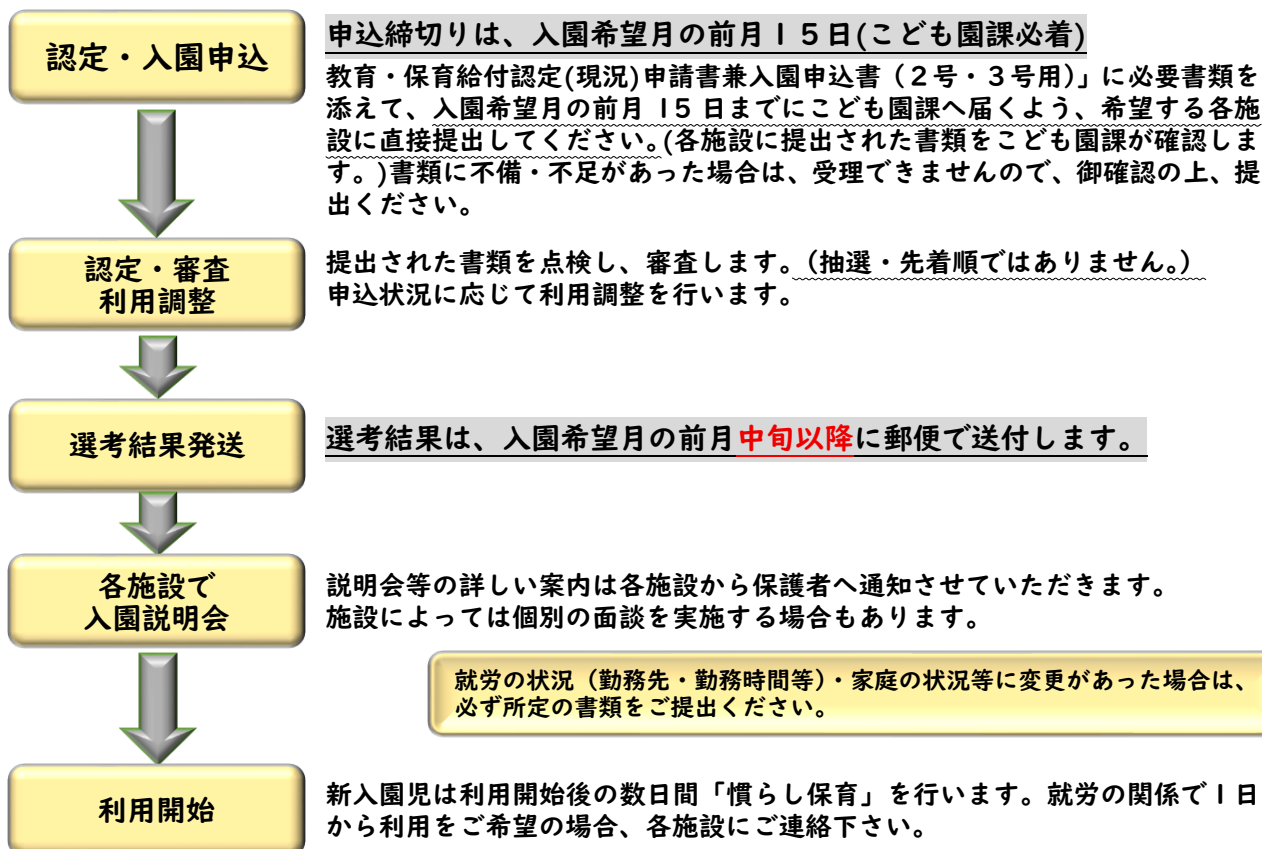 認定・入園申込
申込締切りは、入園希望月の前月１５日(こども園課必着)
教育・保育給付認定(現況)申請書兼入園申込書（２号・３号用）」に必要書類を
添えて、入園希望月の前月 15 日までにこども園課へ届くよう、希望する各施
設に直接提出してください。(各施設に提出された書類をこども園課が確認しま
す。)書類に不備・不足があった場合は、受理できませんので、御確認の上、提
出ください。
認定・審査
利用調整
提出された書類を点検し、審査します。（抽選・先着順ではありません。）
申込状況に応じて利用調整を行います。
選考結果発送
選考結果は、入園希望月の前月中旬以降に郵便で送付します。
各施設で
入園説明会
説明会等の詳しい案内は各施設から保護者へ通知させていただきます。
施設によっては個別の面談を実施する場合もあります。
就労の状況（勤務先・勤務時間等）・家庭の状況等に変更があった場合は、
必ず所定の書類をご提出ください。
利用開始
新入園児は利用開始後の数日間「慣らし保育」を行います。就労の関係で１日
から利用をご希望の場合、各施設にご連絡下さい。